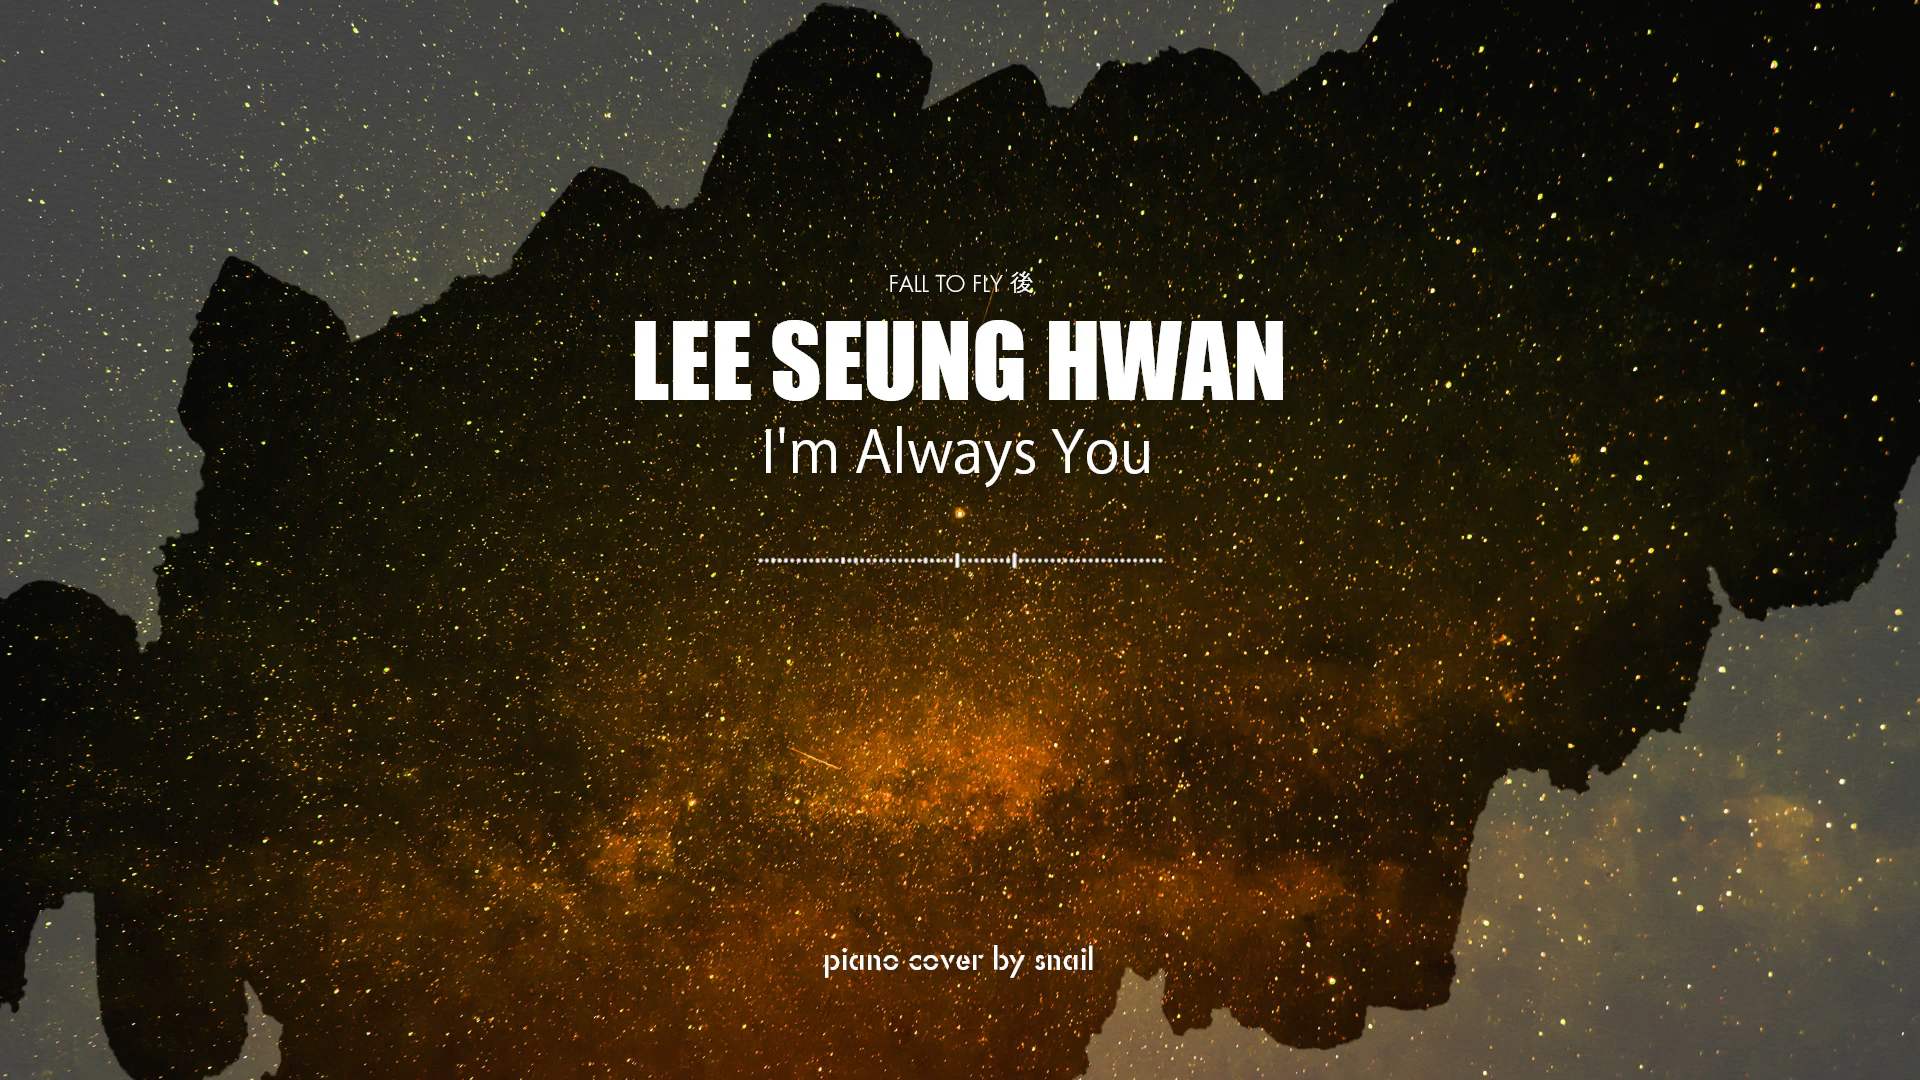 FALL TO FLY 後
LEE SEUNG HWAN
I'm Always You
piano cover by snail